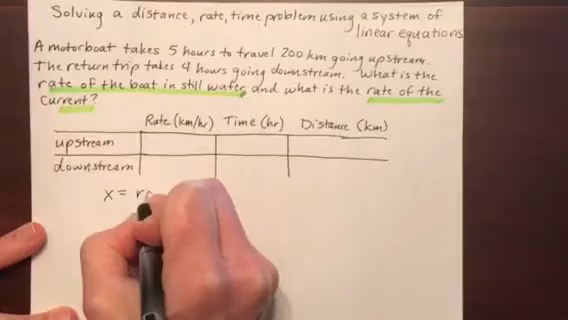 Solving a distance, rate, time problem using a system of
linear equations
A motorboat takes 5 hours to travel 200 km going upstream.
The return trip takes 4 hours going downstream. What is the
rate of the boat in still water and what is the rate of the
current?
Rate (km/hr) Time (hr) Distance (km)
upstream
downstream
x = ra